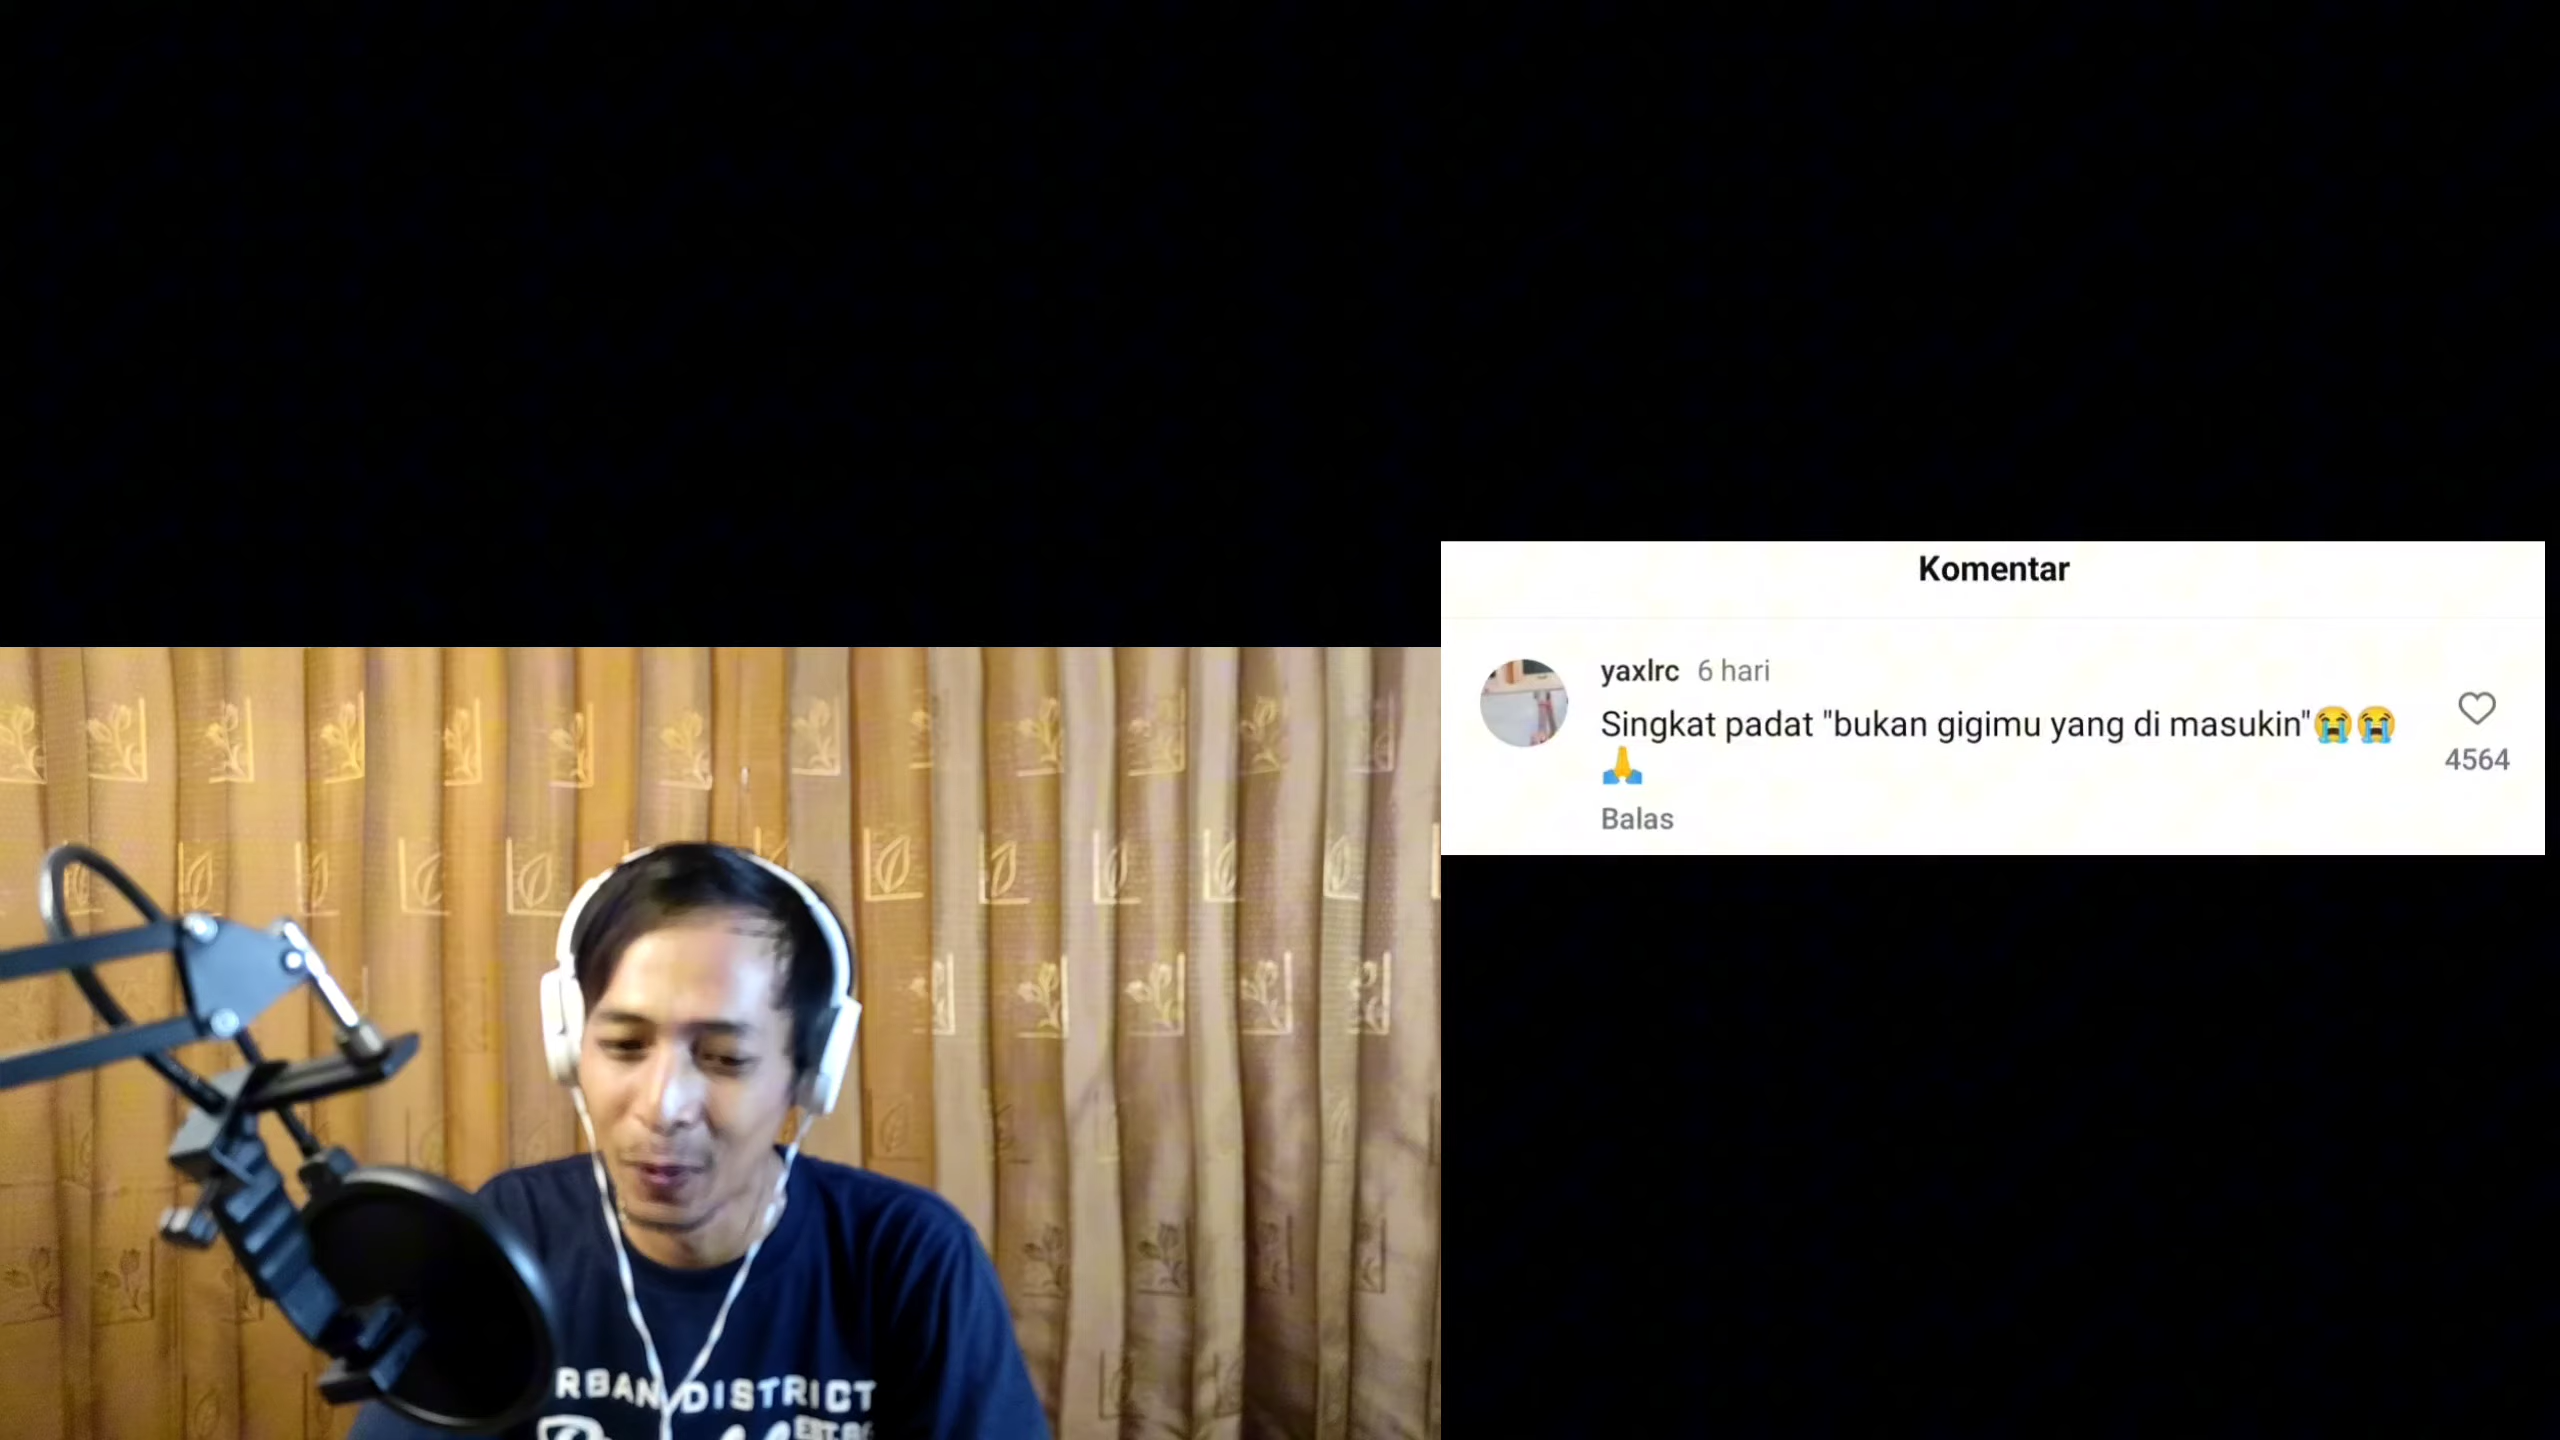 Komentar
yaxlrc 6 hari
Singkat padat "bukan gigimu yang di masukin"😭😭
🙏
4564
Balas
RBAN DISTRICT